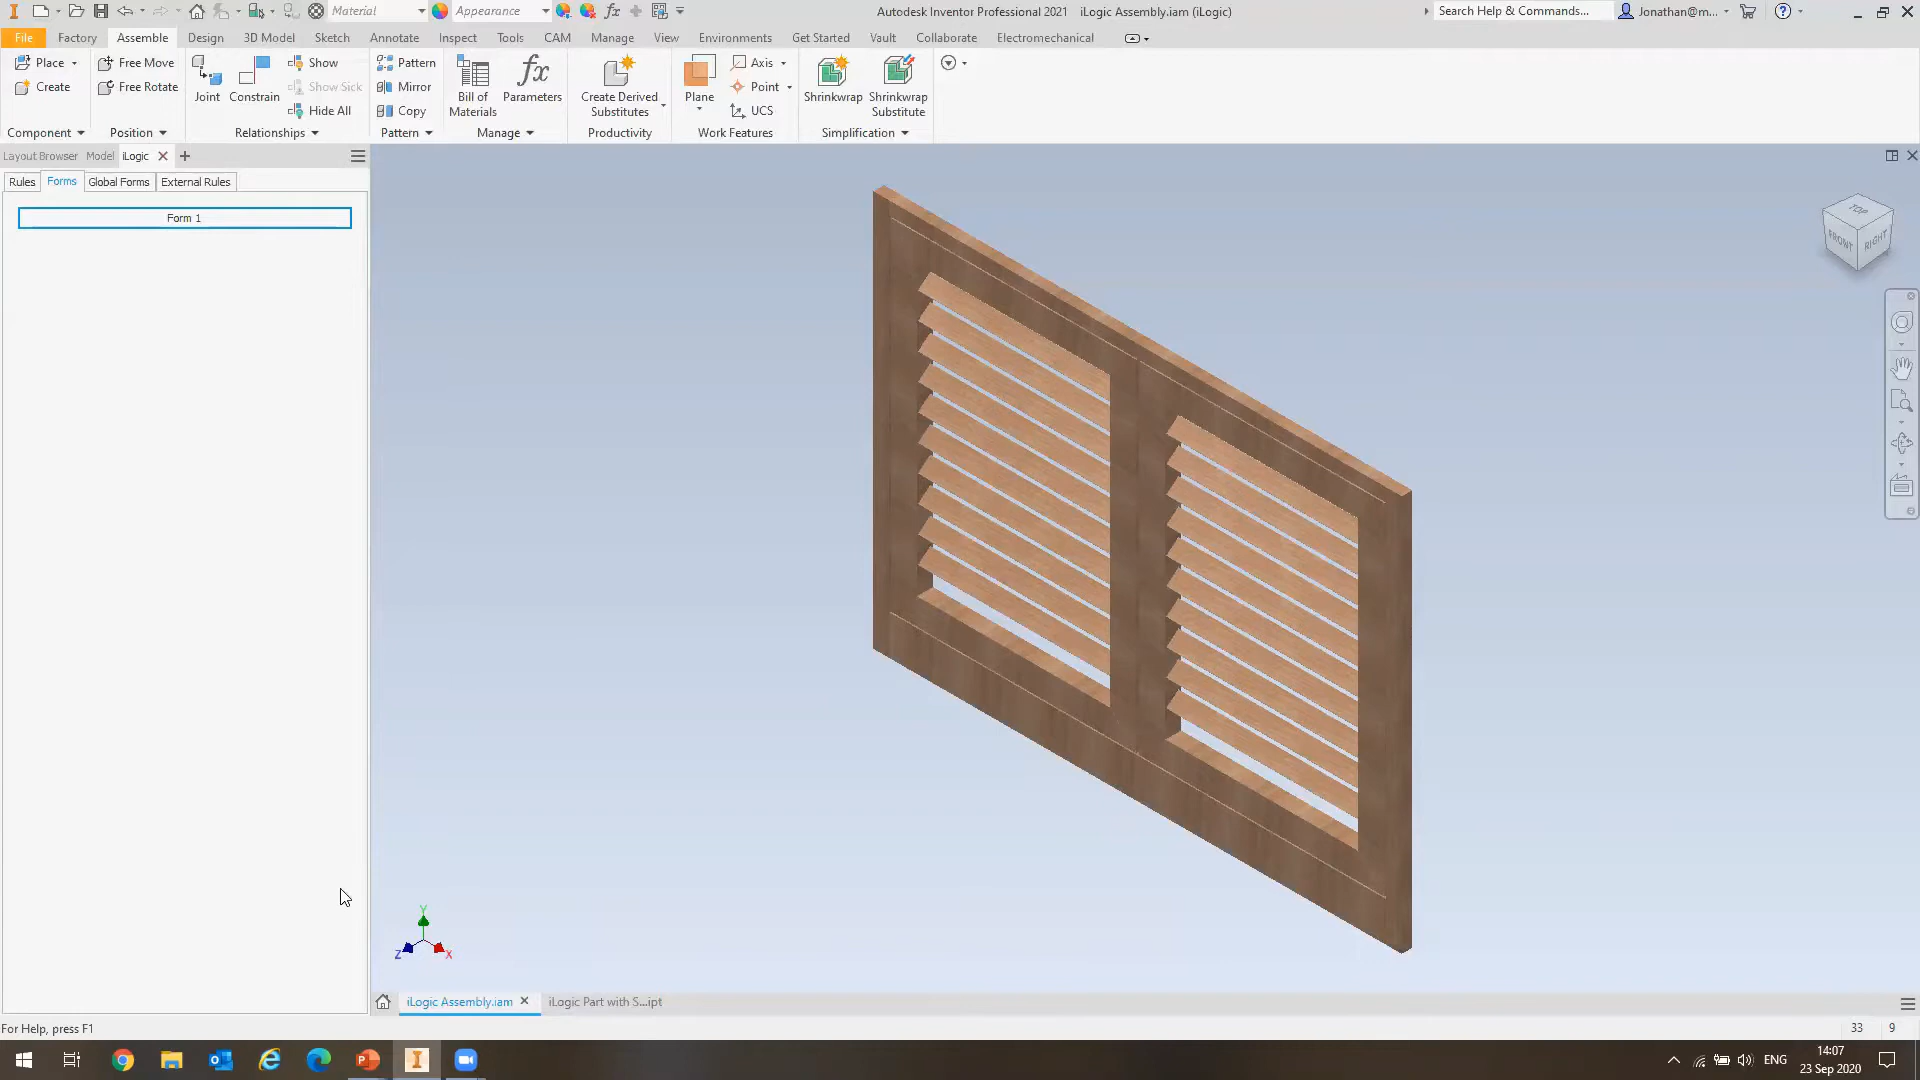 Material
Appearance
fx
Autodesk Inventor Professional 2021 iLogic Assembly.iam (iLogic)
Search Help & Commands...
Jonathan@m...
File Factory Assemble Design 3D Model Sketch Annotate Inspect Tools CAM Manage View Environments Get Started Vault Collaborate Electromechanical
Place Free Move Show Pattern Axis
Create Free Rotate Joint Constrain Show Sick Mirror Bill of Materials fx Parameters Create Derived Substitutes Plane Point Shrinkwrap Shrinkwrap Substitute
Hide All Copy UCS
Component Position Relationships Pattern Manage Productivity Work Features Simplification
Layout Browser Model iLogic
Rules Forms Global Forms External Rules
Form 1
TOP
FRONT RIGHT
Y
Z X
iLogic Assembly.iam iLogic Part with S...ipt
For Help, press F1 33 9
ENG 14:07
23 Sep 2020